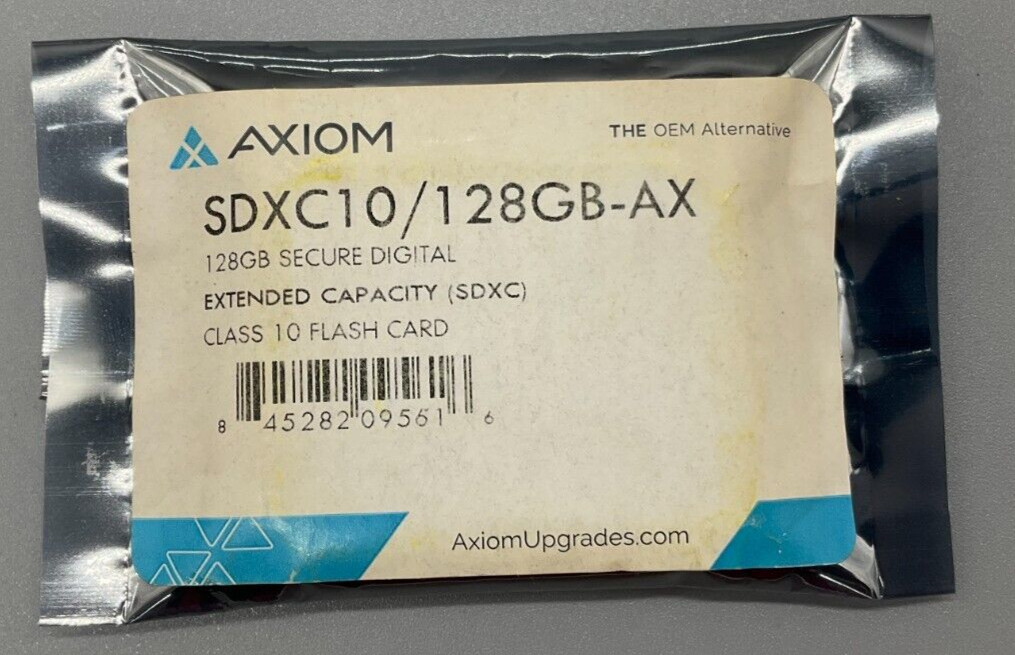 AXIOM
THE OEM Alternative
SDXC10/128GB-AX
128GB SECURE DIGITAL
EXTENDED CAPACITY (SDXC)
CLASS 10 FLASH CARD
8 45282 09561 6
AxiomUpgrades.com